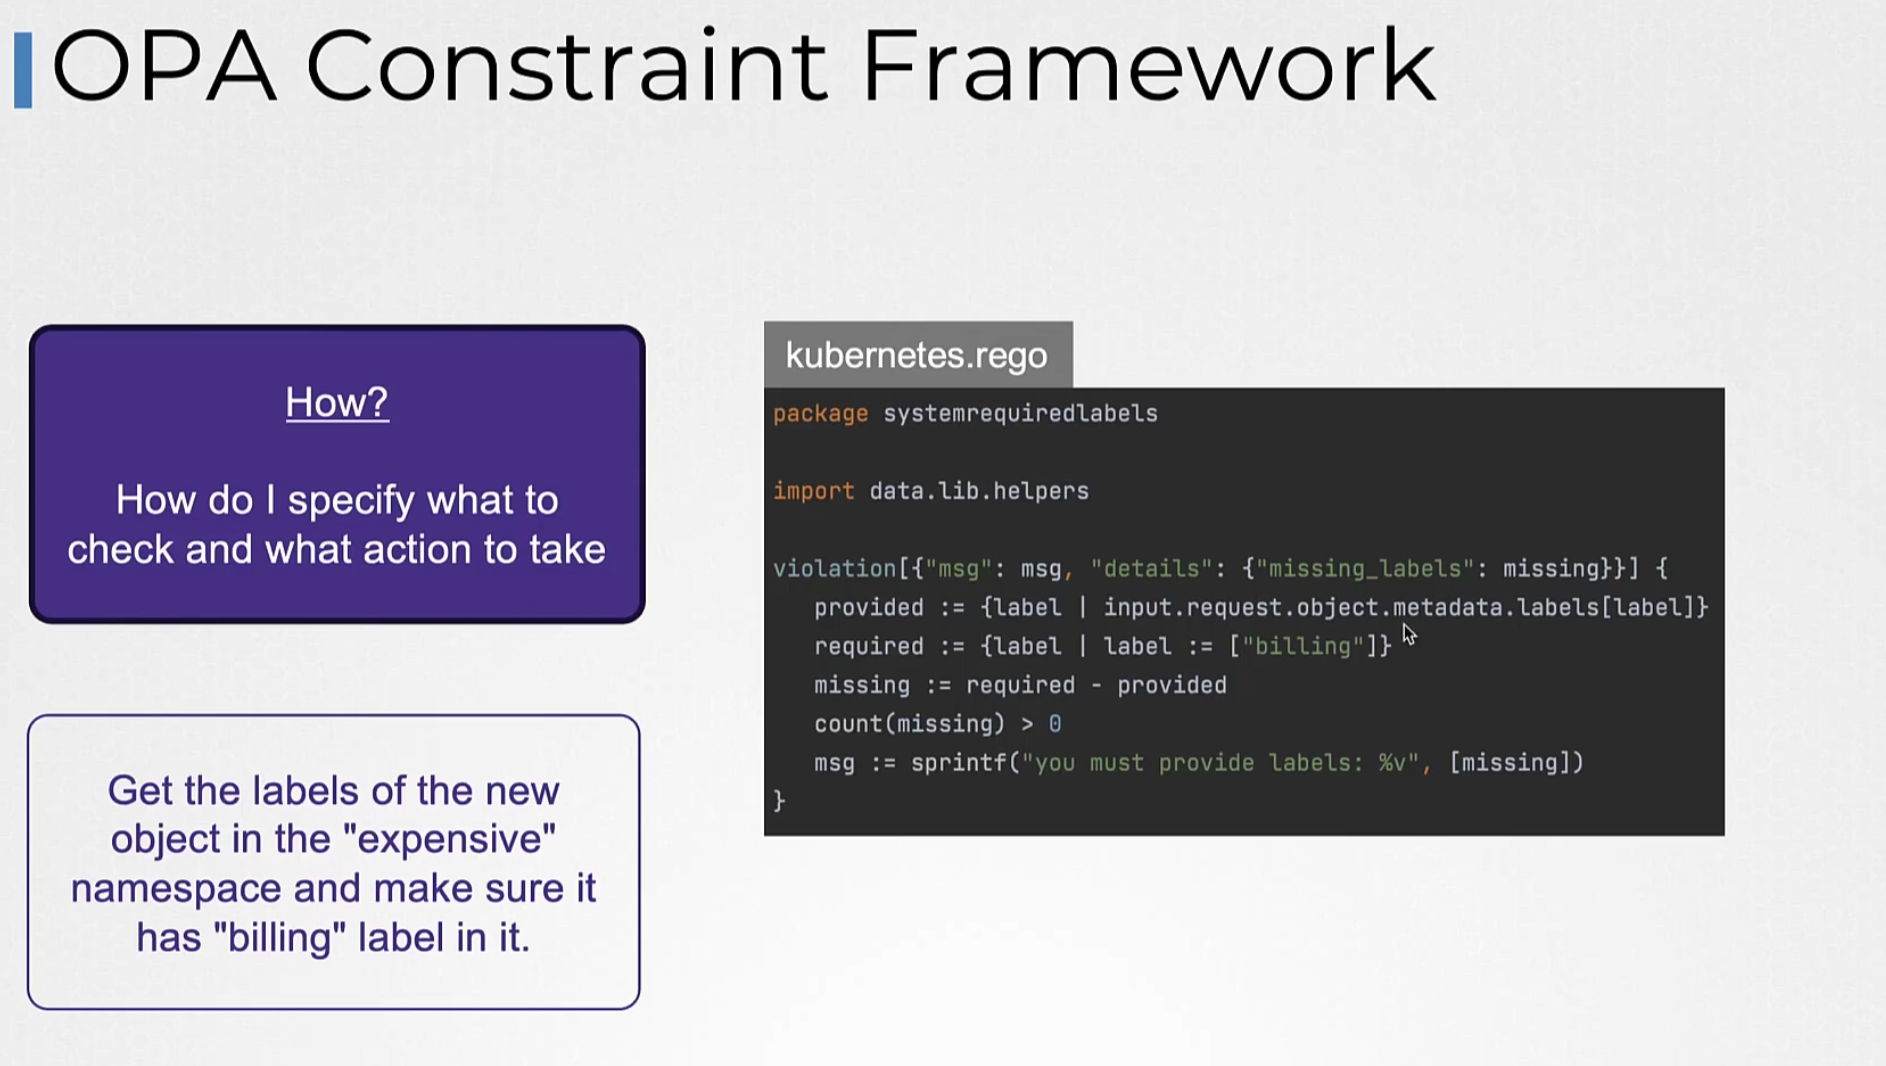 OPA Constraint Framework
How?
How do I specify what to
check and what action to take
Get the labels of the new
object in the "expensive"
namespace and make sure it
has "billing" label in it.
kubernetes.rego
package systemrequiredlabels
import data.lib.helpers
violation[{"msg": msg, "details": {"missing_labels": missing}}] {
provided := {label | input.request.object.metadata.labels[label]}
required := {label | label := ["billing"]}
missing := required - provided
count(missing) > 0
msg := sprintf("you must provide labels: %v", [missing])
}